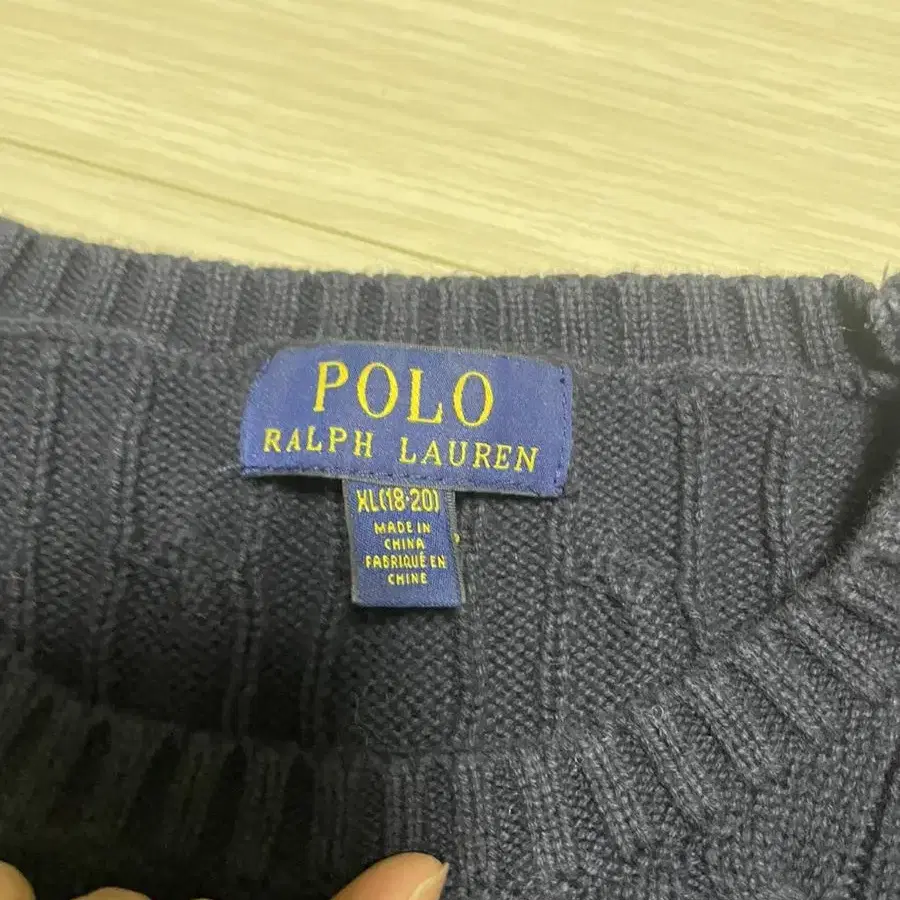 POLO
RALPH LAUREN
XL(18-20)
MADE IN
CHINA
FABRIQUÉ EN
CHINE